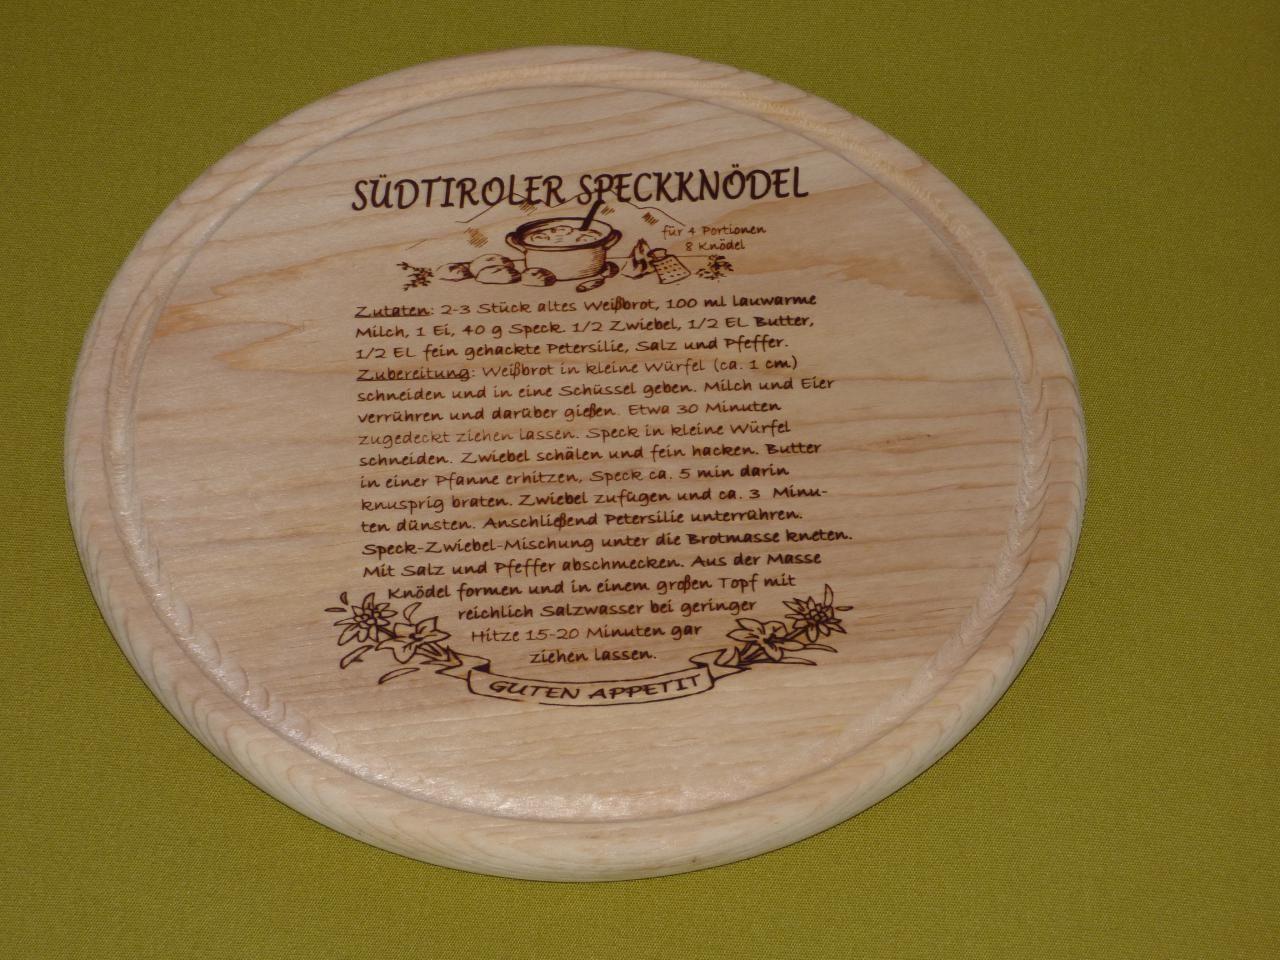 SÜDTIROLER SPECKKNÖDEL
für 4 Portionen
8 Knödel
Zutaten: 2-3 Stück altes Weißbrot, 100 ml lauwarme
Milch, 1 Ei, 40 g Speck. 1/2 Zwiebel, 1/2 EL Butter,
1/2 EL fein gehackte Petersilie, Salz und Pfeffer.
Zubereitung: Weißbrot in kleine Würfel (ca. 1 cm)
schneiden und in eine Schüssel geben. Milch und Eier
verrühren und darüber gießen. Etwa 30 Minuten
zugedeckt ziehen lassen. Speck in kleine Würfel
schneiden. Zwiebel schälen und fein hacken. Butter
in einer Pfanne erhitzen, Speck ca. 5 min darin
knusprig braten. Zwiebel zufügen und ca. 3 Minu-
ten dünsten. Anschließend Petersilie unterrühren.
Speck-Zwiebel-Mischung unter die Brotmasse kneten.
Mit Salz und Pfeffer abschmecken. Aus der Masse
Knödel formen und in einem großen Topf mit
reichlich Salzwasser bei geringer
Hitze 15-20 Minuten gar
ziehen lassen.
GUTEN APPETIT